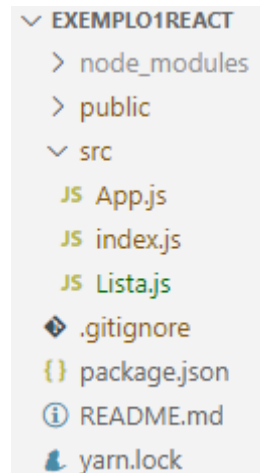 EXEMPLO1REACT
node_modules
public
src
JS App.js
JS index.js
JS Lista.js
.gitignore
{} package.json
README.md
yarn.lock